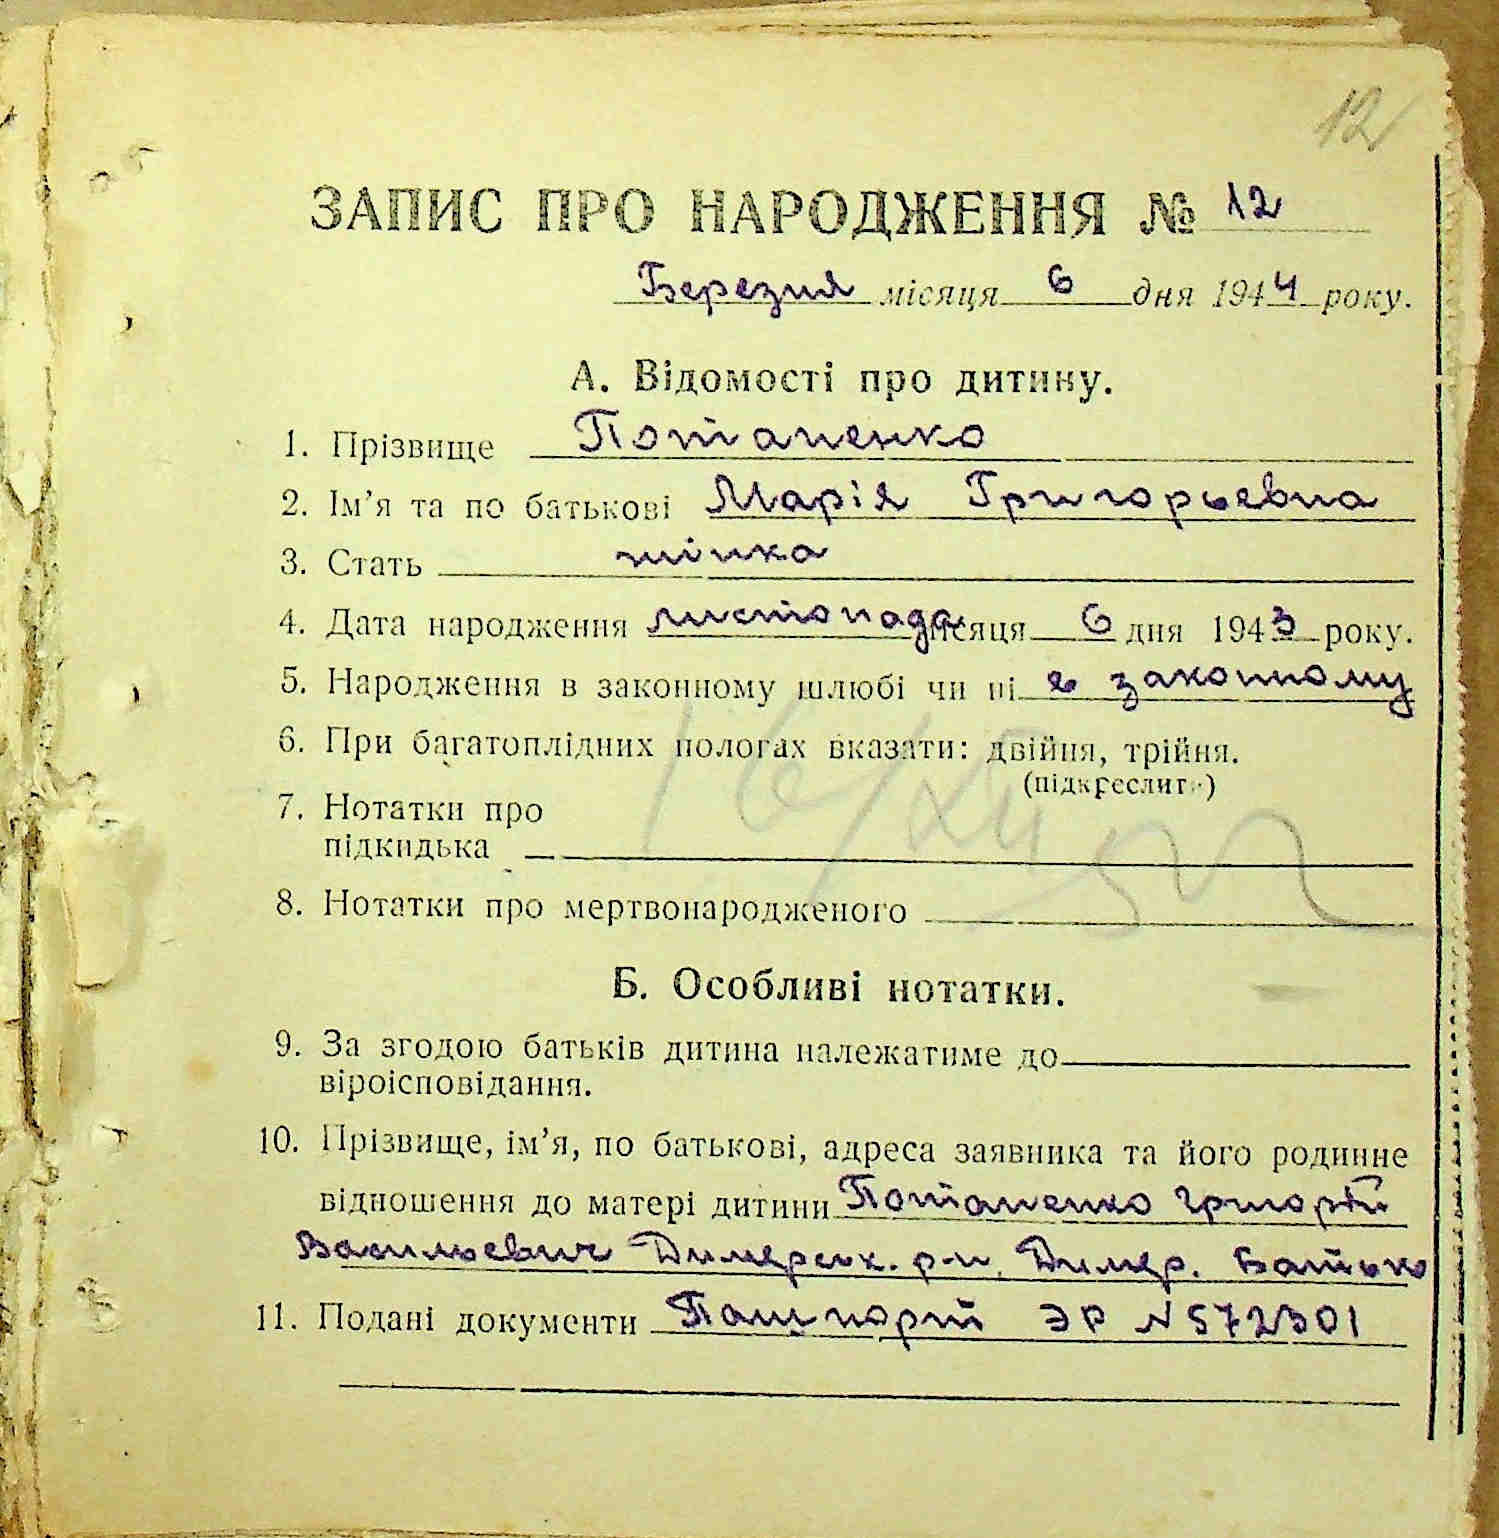 12
ЗАПИС ПРО НАРОДЖЕННЯ № 12
Березня місяця 6 дня 1944 року.
А. Відомості про дитину.
1. Прізвище Потапенко
2. Ім'я та по батькові Марія Григорьевна
3. Стать жінка
4. Дата народження листопада місяця 6 дня 1943 року.
5. Народження в законному шлюбі чи ні в законному
6. При багатоплідних пологах вказати: двійня, трійня.
(підкреслити)
7. Нотатки про
підкидька
8. Нотатки про мертвонародженого
Б. Особливі нотатки.
9. За згодою батьків дитина належатиме до
віроісповідання.
10. Прізвище, ім'я, по батькові, адреса заявника та його родинне
відношення до матері дитини Потапенко Григорій
Васильевич Димерськ. р-н, Димер. Батько
11. Подані документи Пашпорт ЭР N 572301